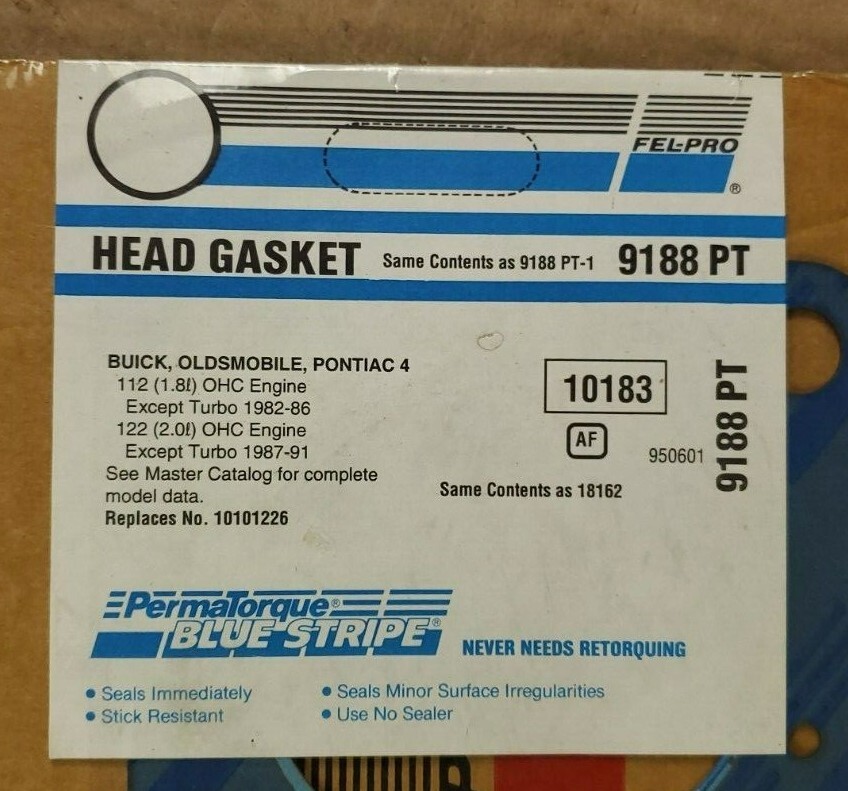 FEL-PRO®
HEAD GASKET Same Contents as 9188 PT-1 9188 PT
BUICK, OLDSMOBILE, PONTIAC 4
112 (1.8ℓ) OHC Engine
Except Turbo 1982-86
122 (2.0ℓ) OHC Engine
Except Turbo 1987-91
See Master Catalog for complete
model data.
Replaces No. 10101226
10183
AF
950601
9188 PT
Same Contents as 18162
PermaTorque®
BLUE STRIPE®
NEVER NEEDS RETORQUING
• Seals Immediately
• Stick Resistant
• Seals Minor Surface Irregularities
• Use No Sealer